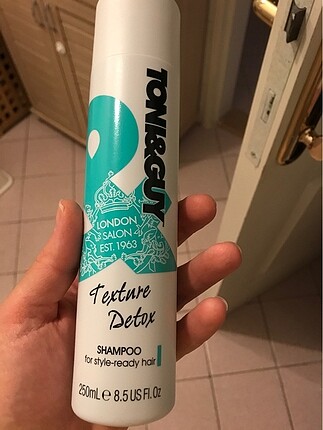 TONI&GUY
LONDON
SALON
EST. 1963
Texture
Detox
SHAMPOO
for style-ready hair
250mL e 8.5 US Fl. Oz